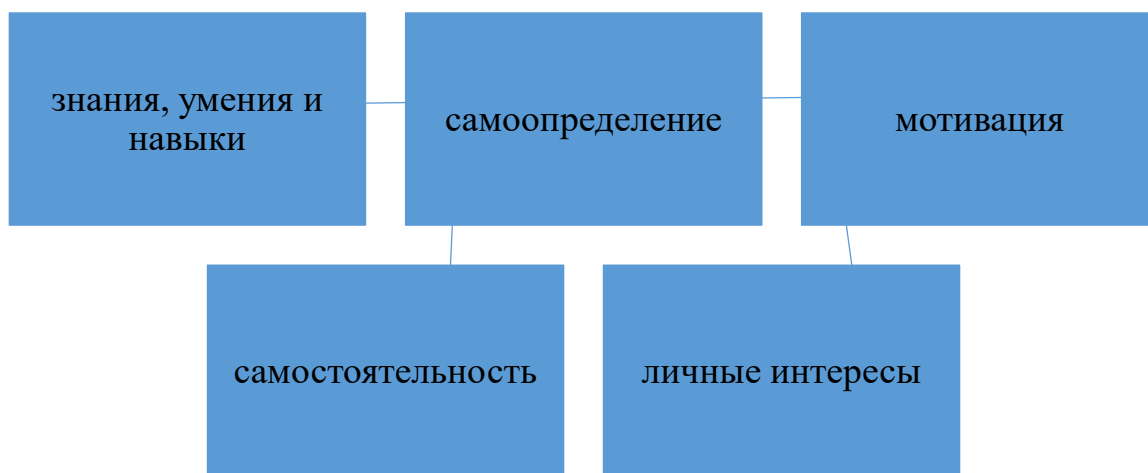 знания, умения и
навыки
самоопределение
мотивация
самостоятельность
личные интересы